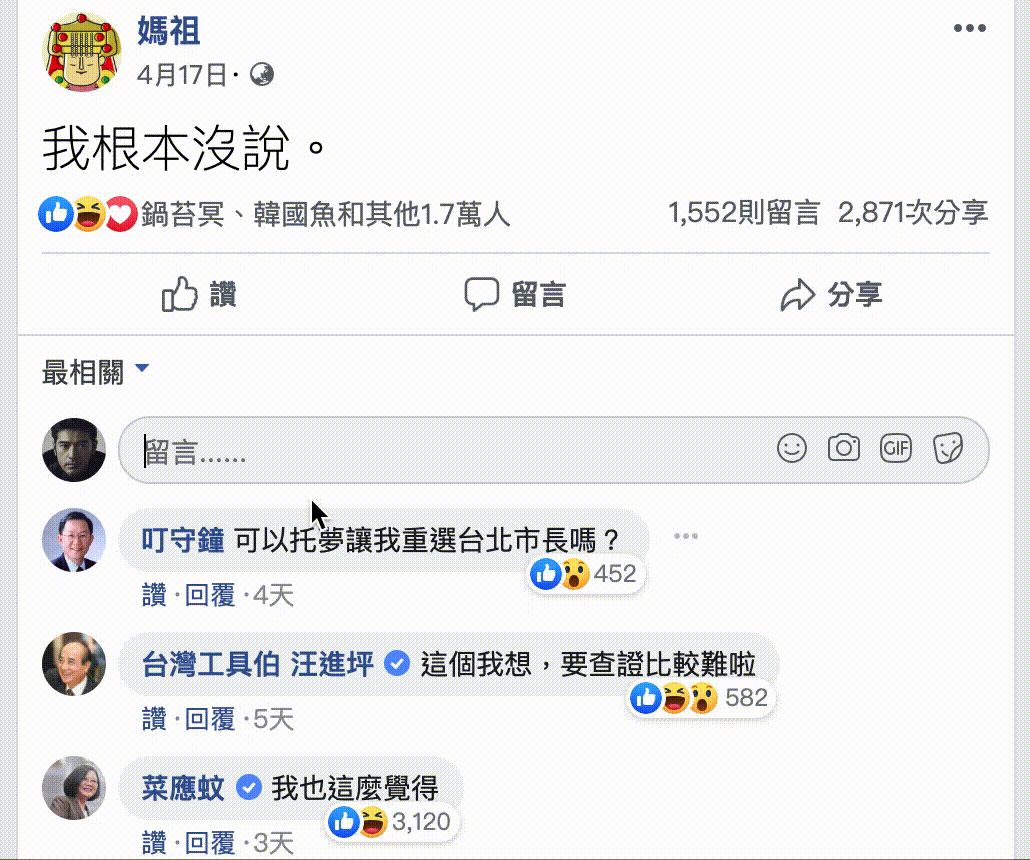 媽祖
4月17日·
我根本沒說。
鍋苔冥、韓國魚和其他1.7萬人 1,552則留言 2,871次分享
讚 留言 分享
最相關
留言......
GIF
叮守鐘 可以托夢讓我重選台北市長嗎？
452
讚·回覆·4天
台灣工具伯 汪進坪 這個我想，要查證比較難啦
582
讚·回覆·5天
菜應蚊 我也這麼覺得
3,120
讚·回覆·3天